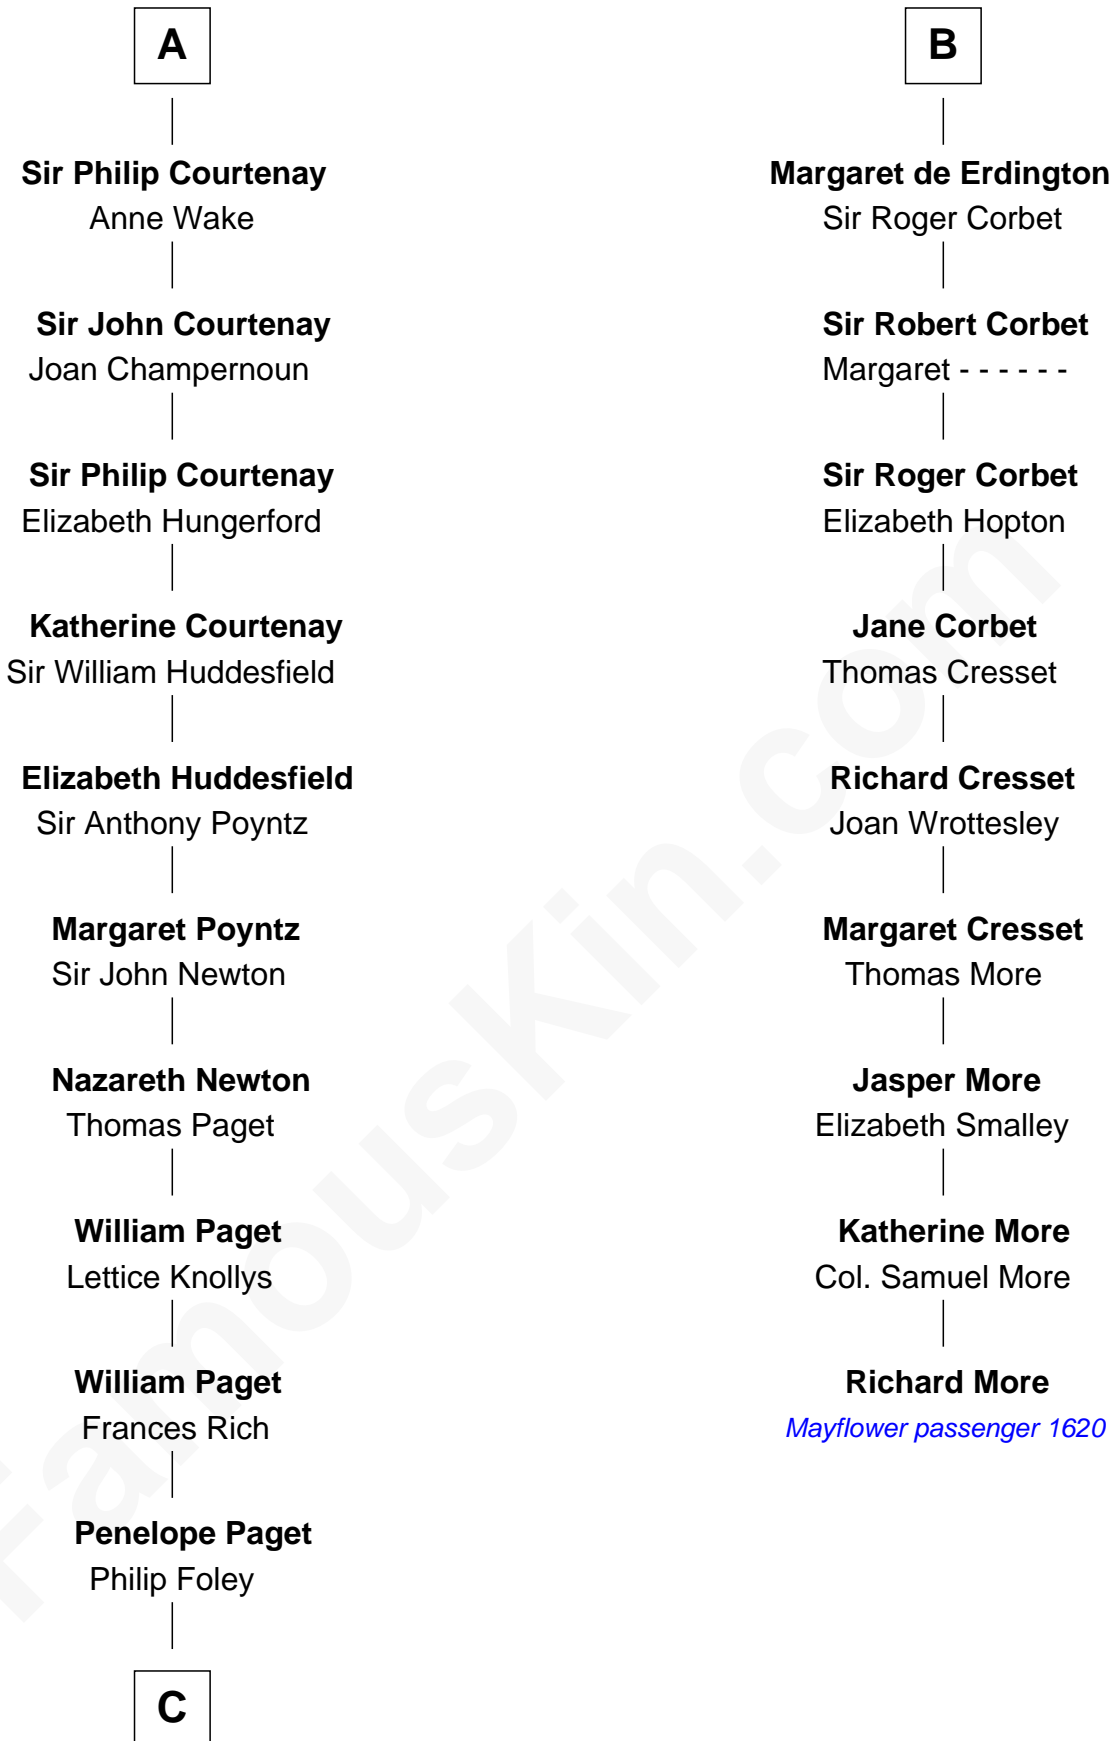 A
Sir Philip Courtenay
Anne Wake
Sir John Courtenay
Joan Champernoun
Sir Philip Courtenay
Elizabeth Hungerford
Katherine Courtenay
Sir William Huddesfield
Elizabeth Huddesfield
Sir Anthony Poyntz
Margaret Poyntz
Sir John Newton
Nazareth Newton
Thomas Paget
William Paget
Lettice Knollys
William Paget
Frances Rich
Penelope Paget
Philip Foley
C
B
Margaret de Erdington
Sir Roger Corbet
Sir Robert Corbet
Margaret - - - - - -
Sir Roger Corbet
Elizabeth Hopton
Jane Corbet
Thomas Cresset
Richard Cresset
Joan Wrottesley
Margaret Cresset
Thomas More
Jasper More
Elizabeth Smalley
Katherine More
Col. Samuel More
Richard More
Mayflower passenger 1620
FamousKin.com